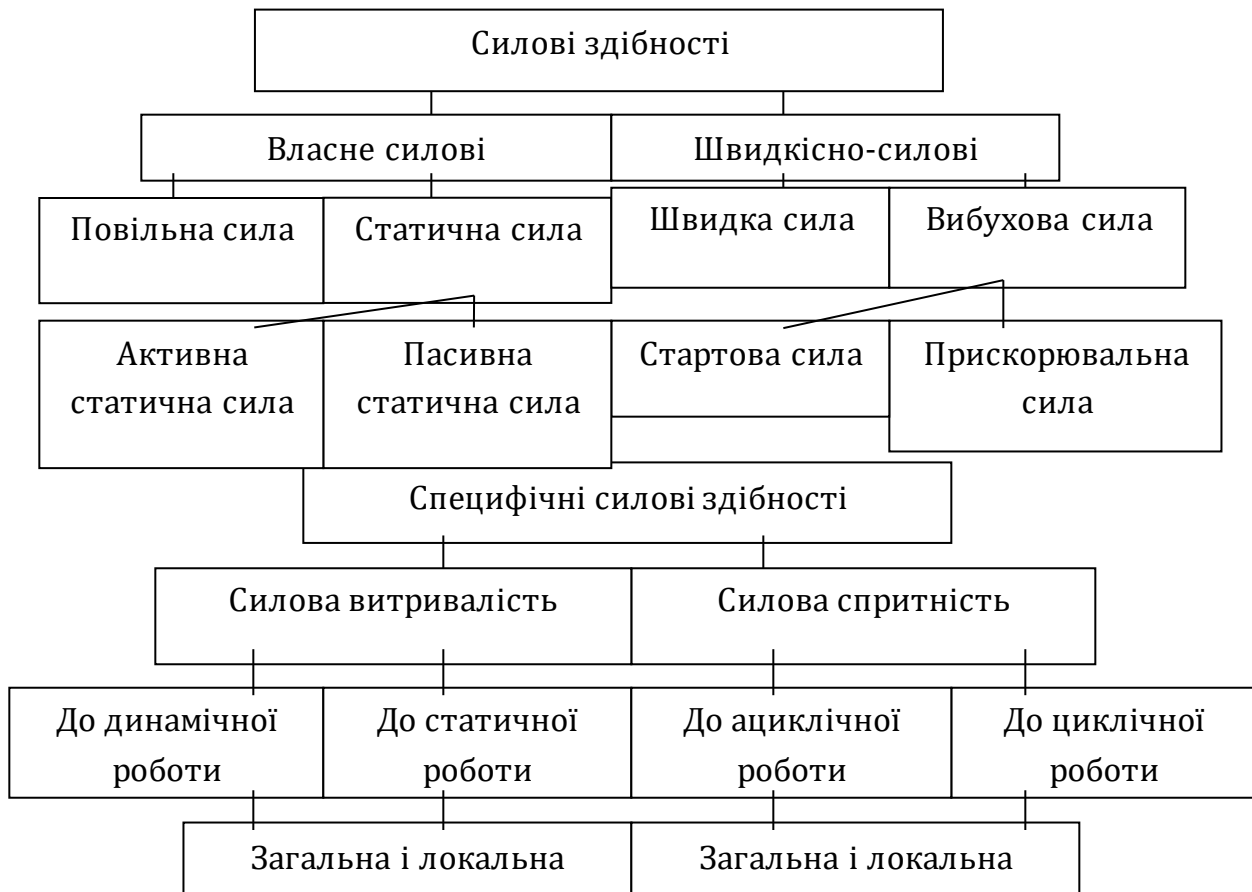 Силові здібності
Власне силові
Швидкісно-силові
Повільна сила
Статична сила
Швидка сила
Вибухова сила
Активна
статична сила
Пасивна
статична сила
Стартова сила
Прискорювальна
сила
Специфічні силові здібності
Силова витривалість
Силова спритність
До динамічної
роботи
До статичної
роботи
До ациклічної
роботи
До циклічної
роботи
Загальна і локальна
Загальна і локальна